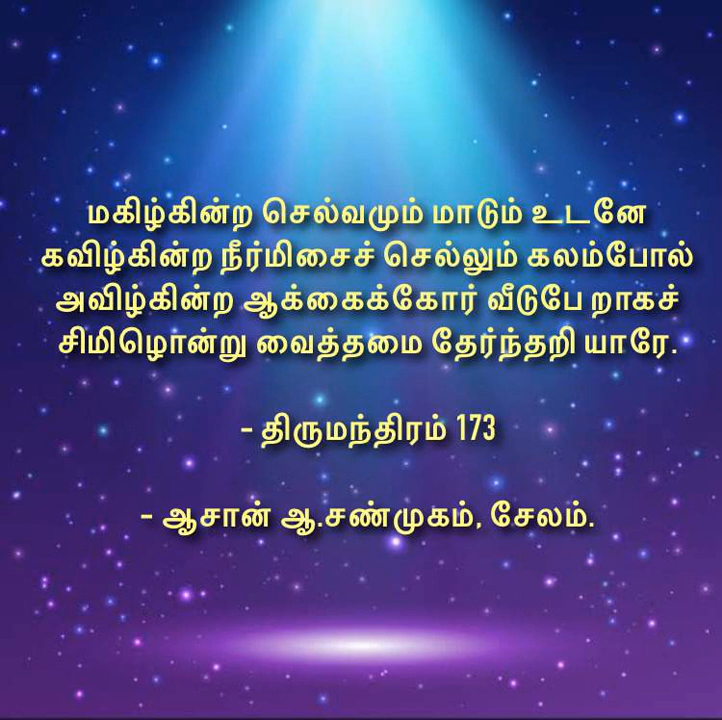 மகிழ்கின்ற செல்வமும் மாடும் உடனே
கவிழ்கின்ற நீர்மிசைச் செல்லும் கலம்போல்
அவிழ்கின்ற ஆக்கைக்கோர் வீடுபே றாகச்
சிமிழொன்று வைத்தமை தேர்ந்தறி யாரே.
- திருமந்திரம் 173
- ஆசான் ஆ.சண்முகம், சேலம்.